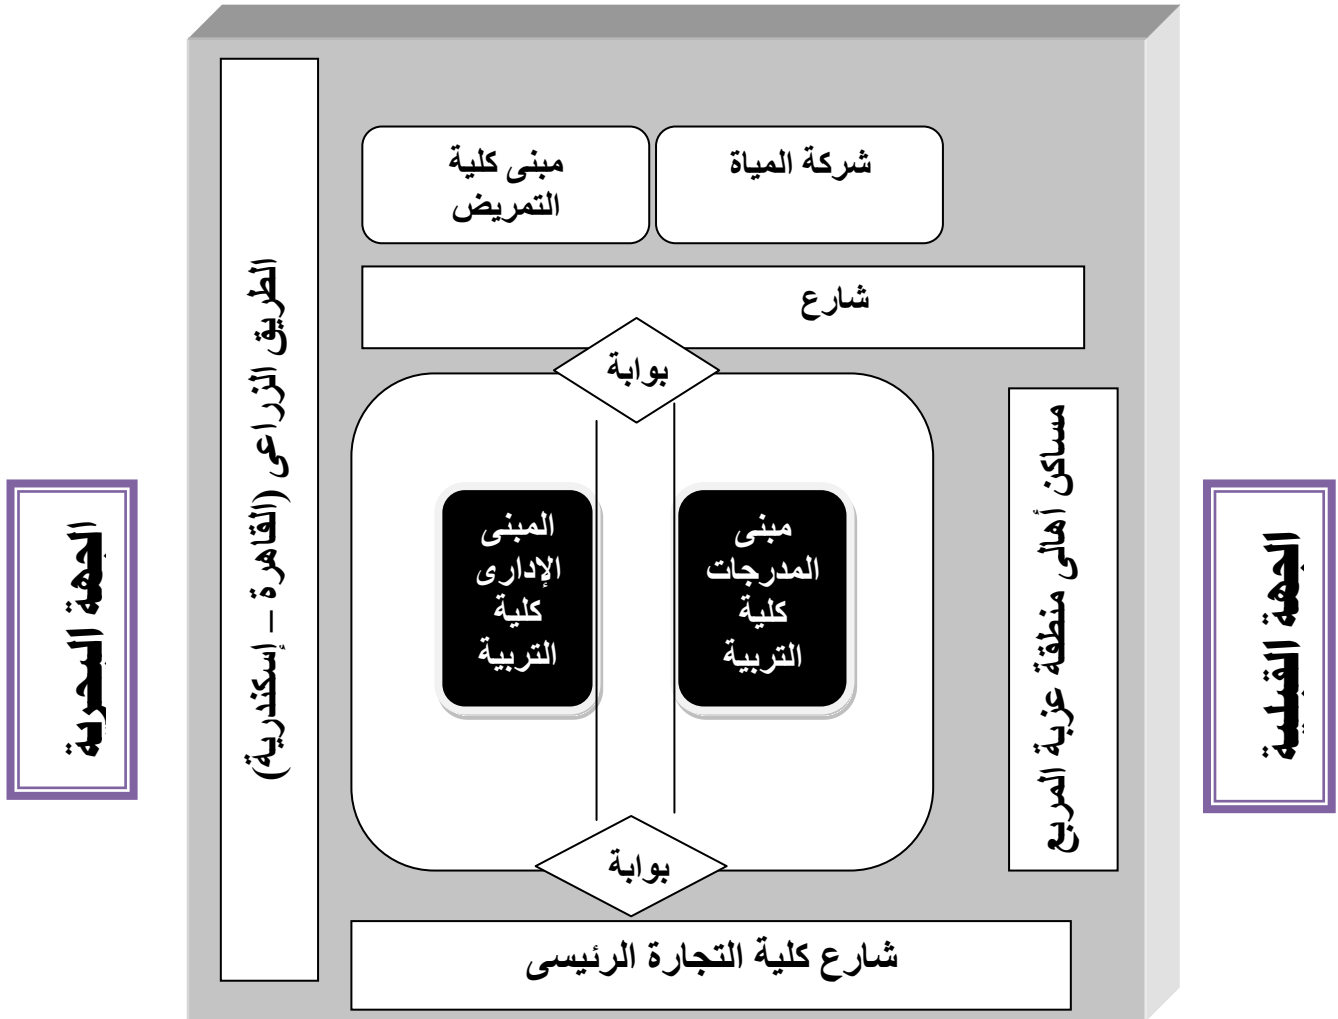 شركة المياة
مبنى كلية
التمريض
شارع
بوابة
الجهة القبلية
مساكن أهالى منطقة عزبة المربع
مبنى
المدرجات
كلية
التربية
المبنى
الإدارى
كلية
التربية
الطريق الزراعى (القاهرة – إسكندرية)
الجهة البحرية
بوابة
شارع كلية التجارة الرئيسى